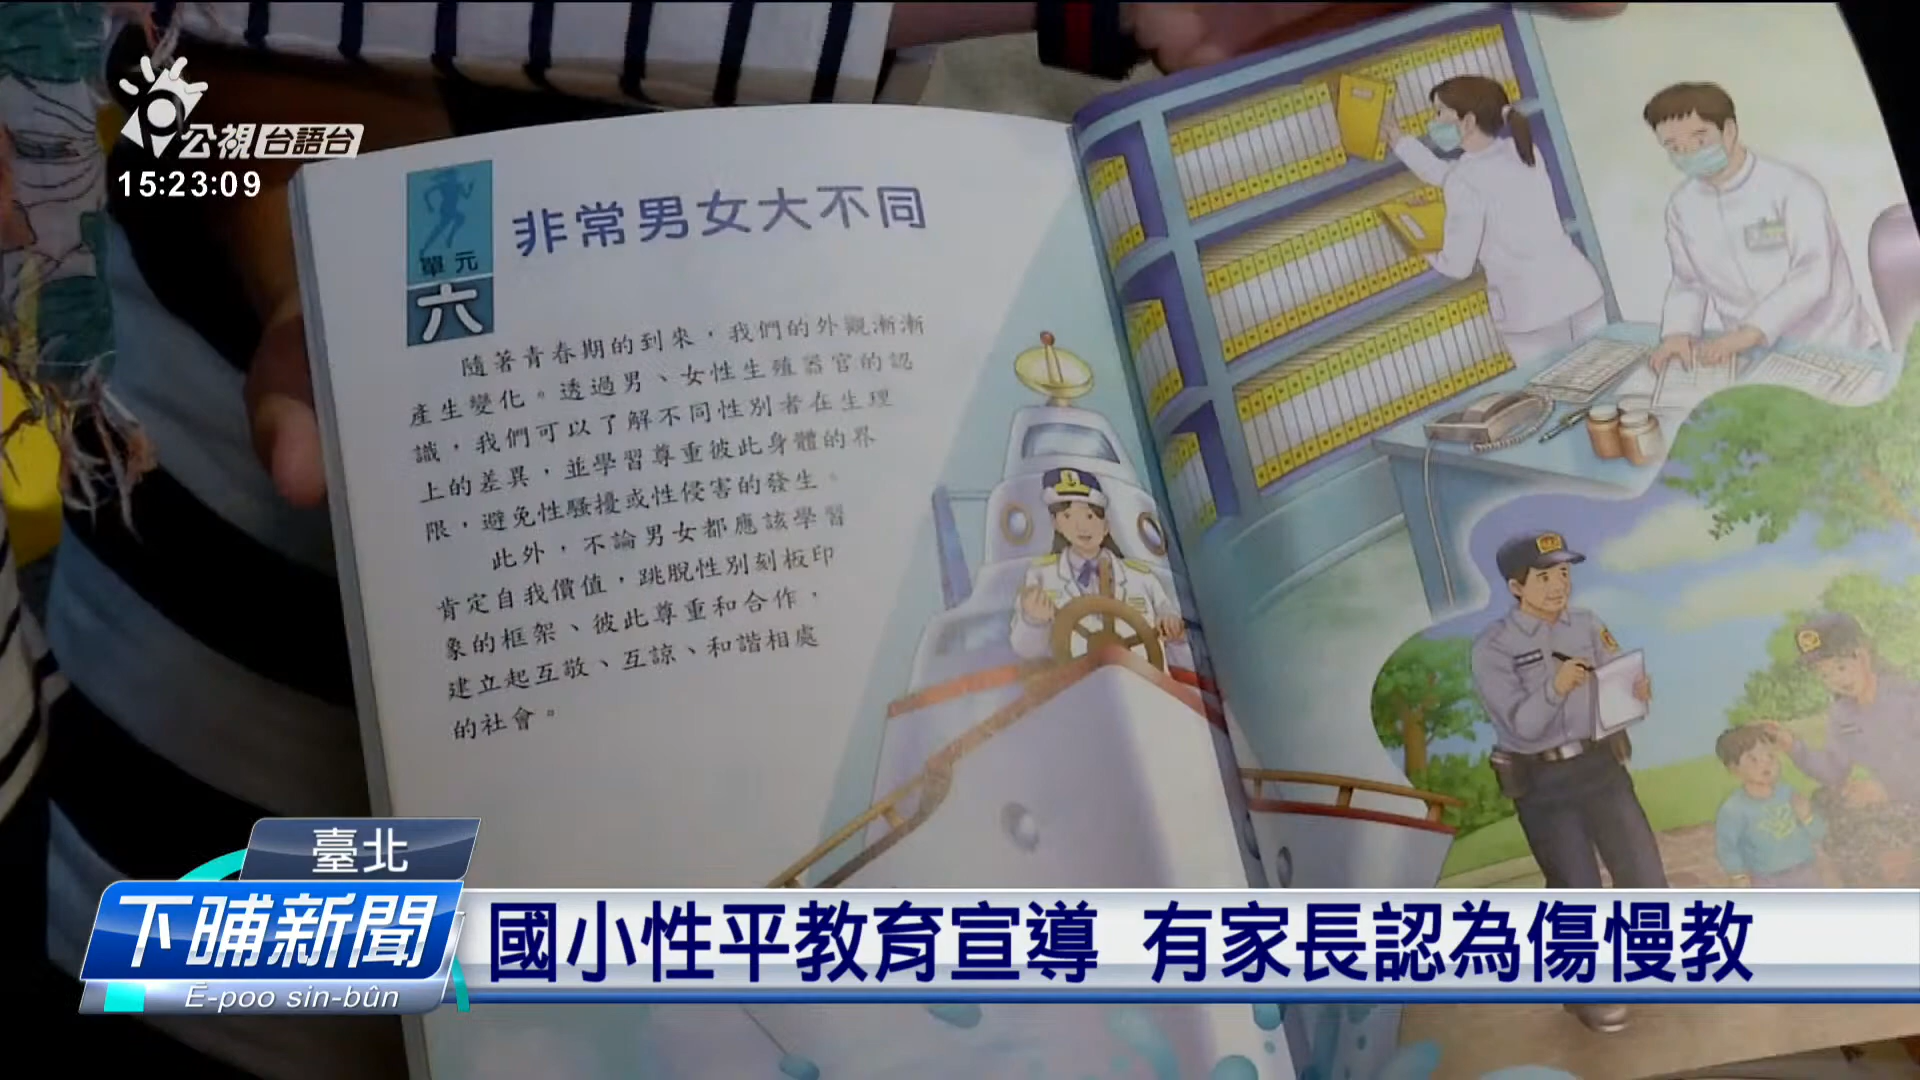 公視台語台
15:23:09
單元
六
非常男女大不同
隨著青春期的到來，我們的外觀漸漸
產生變化。透過男、女性生殖器官的認
識，我們可以了解不同性別者在生理
上的差異，並學習尊重彼此身體的界
限，避免性騷擾或性侵害的發生。
此外，不論男女都應該學習
肯定自我價值，跳脫性別刻板印
象的框架、彼此尊重和合作，
建立起互敬、互諒、和諧相處
的社會。
臺北
下晡新聞
Ē-poo sin-bûn
國小性平教育宣導 有家長認為傷慢教